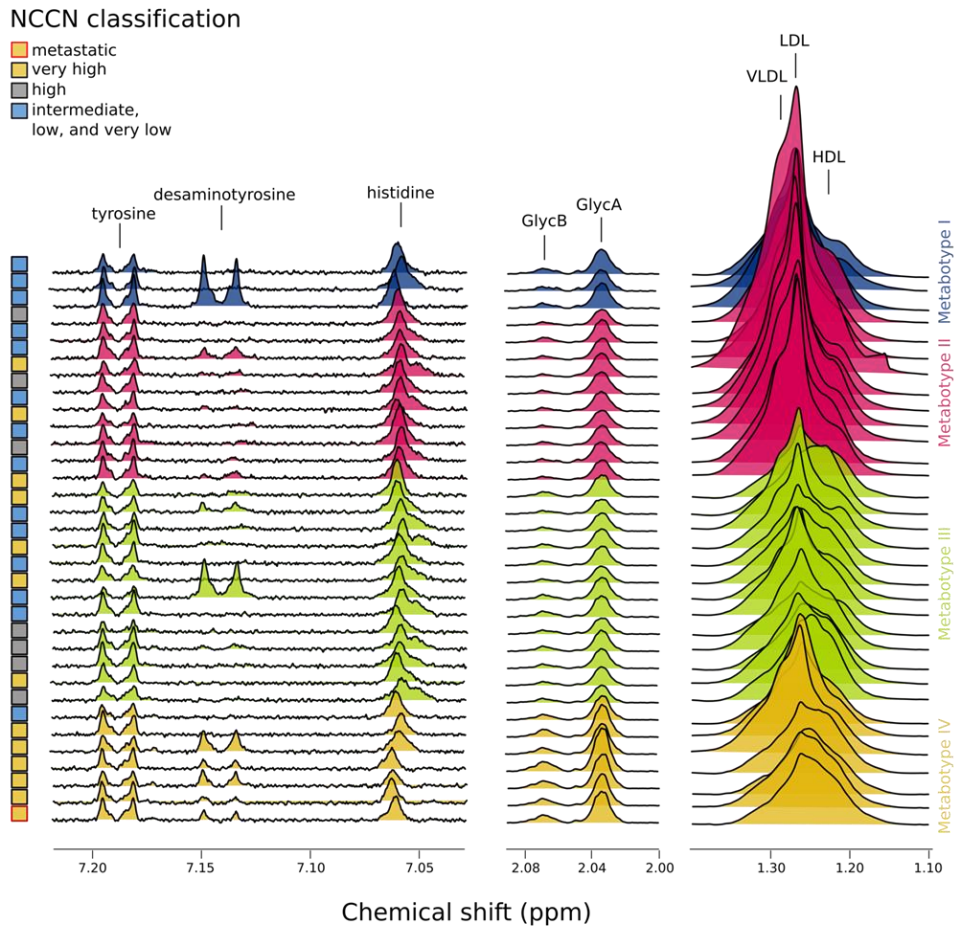 NCCN classification
metastatic
very high
high
intermediate,
low, and very low
LDL
VLDL
HDL
histidine
desaminotyrosine
tyrosine
GlycA
GlycB
Metabotype I
Metabotype II
Metabotype III
Metabotype IV
7.20 7.15 7.10 7.05 2.08 2.04 2.00 1.30 1.20 1.10
Chemical shift (ppm)